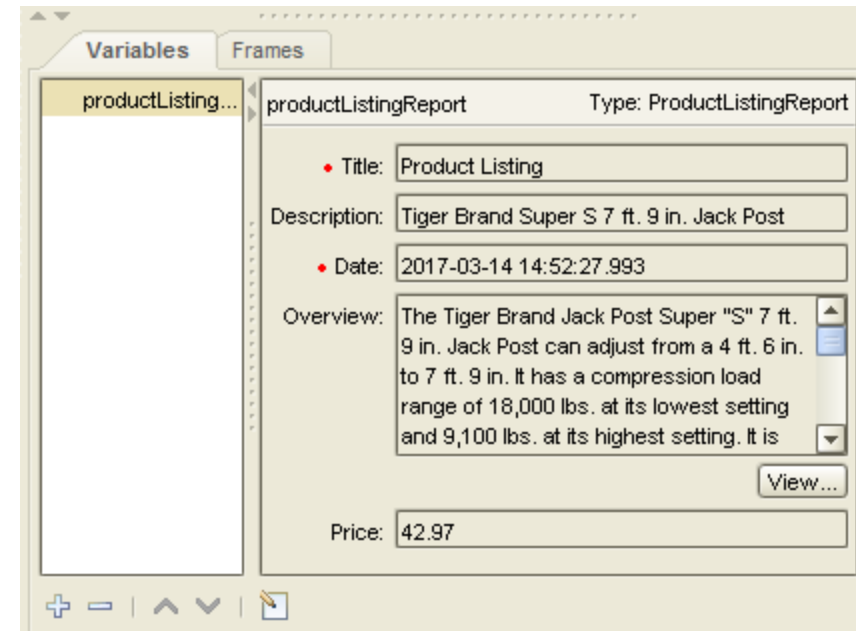 Variables Frames
productListing...
productListingReport Type: ProductListingReport
Title: Product Listing
Description: Tiger Brand Super S 7 ft. 9 in. Jack Post
Date: 2017-03-14 14:52:27.993
Overview: The Tiger Brand Jack Post Super "S" 7 ft.
9 in. Jack Post can adjust from a 4 ft. 6 in.
to 7 ft. 9 in. It has a compression load
range of 18,000 lbs. at its lowest setting
and 9,100 lbs. at its highest setting. It is
View...
Price: 42.97